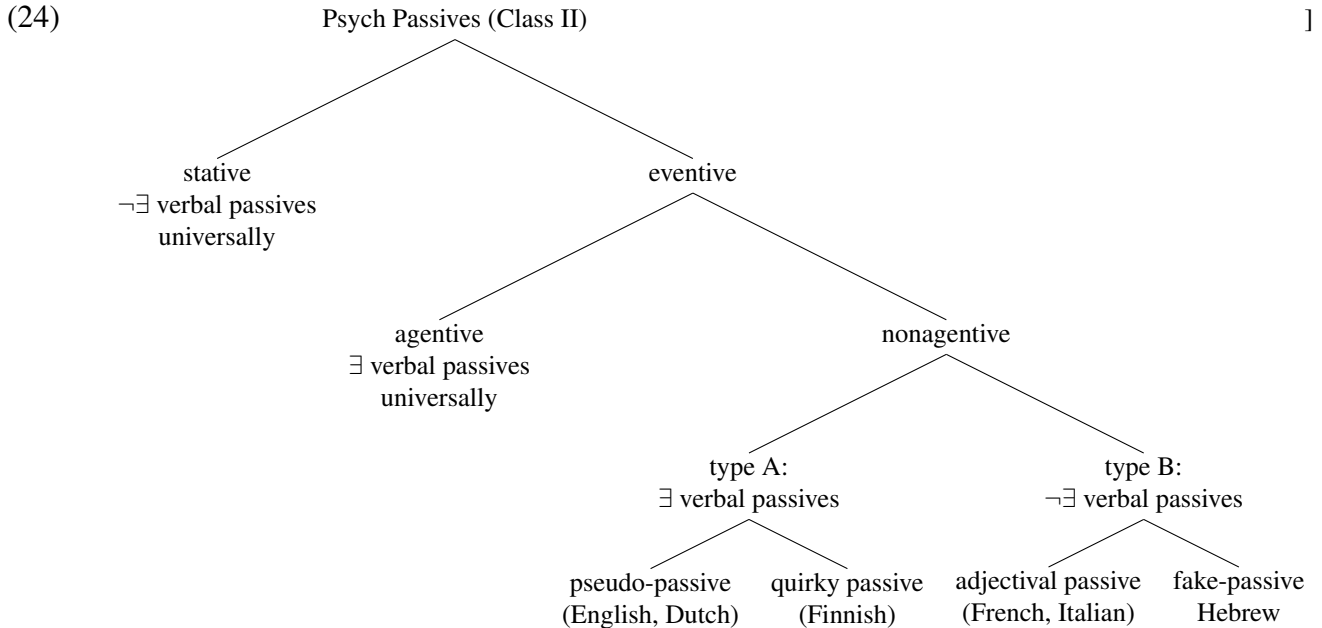 (24) Psych Passives (Class II) ]
stative eventive
¬∃ verbal passives
universally
agentive nonagentive
∃ verbal passives
universally
type A: type B:
∃ verbal passives ¬∃ verbal passives
pseudo-passive quirky passive adjectival passive fake-passive
(English, Dutch) (Finnish) (French, Italian) Hebrew